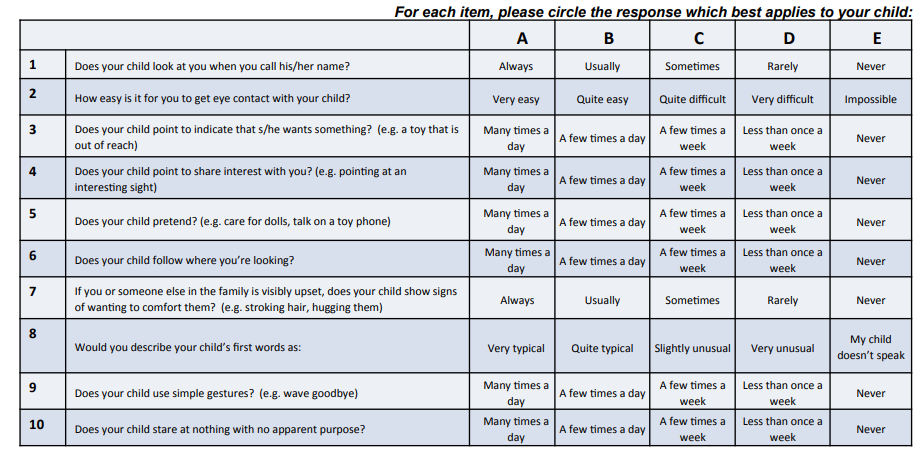 For each item, please circle the response which best applies to your child:
A B C D E
1 Does your child look at you when you call his/her name? Always Usually Sometimes Rarely Never
2 How easy is it for you to get eye contact with your child? Very easy Quite easy Quite difficult Very difficult Impossible
3 Does your child point to indicate that s/he wants something? (e.g. a toy that is
out of reach) Many times a
day A few times a day A few times a
week Less than once a
week Never
4 Does your child point to share interest with you? (e.g. pointing at an
interesting sight) Many times a
day A few times a day A few times a
week Less than once a
week Never
5 Does your child pretend? (e.g. care for dolls, talk on a toy phone) Many times a
day A few times a day A few times a
week Less than once a
week Never
6 Does your child follow where you’re looking? Many times a
day A few times a day A few times a
week Less than once a
week Never
7 If you or someone else in the family is visibly upset, does your child show signs
of wanting to comfort them? (e.g. stroking hair, hugging them) Always Usually Sometimes Rarely Never
8 Would you describe your child’s first words as: Very typical Quite typical Slightly unusual Very unusual My child
doesn’t speak
9 Does your child use simple gestures? (e.g. wave goodbye) Many times a
day A few times a day A few times a
week Less than once a
week Never
10 Does your child stare at nothing with no apparent purpose? Many times a
day A few times a day A few times a
week Less than once a
week Never